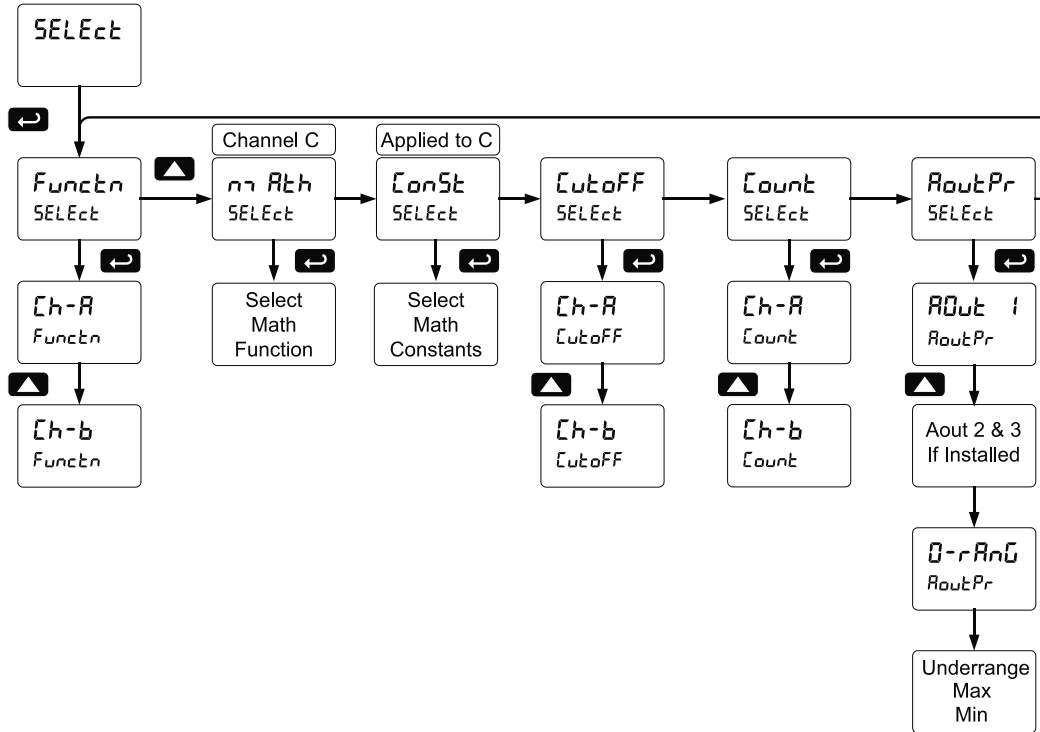 SELEct
Channel C
Applied to C
Functn
SELEct
mAth
SELEct
ConSt
SELEct
CutoFF
SELEct
Count
SELEct
AoutPr
SELEct
Ch-A
Functn
Select
Math
Function
Select
Math
Constants
Ch-A
CutoFF
Ch-A
Count
AOut 1
AoutPr
Ch-b
Functn
Ch-b
CutoFF
Ch-b
Count
Aout 2 & 3
If Installed
O-rAnG
AoutPr
Underrange
Max
Min